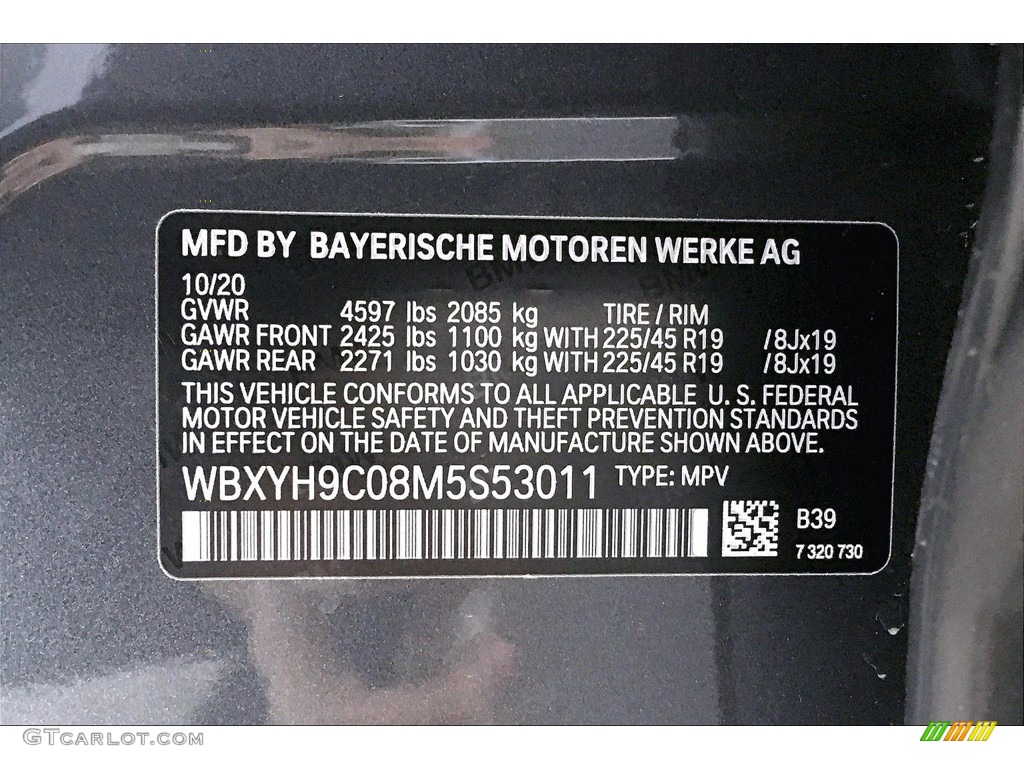 MFD BY BAYERISCHE MOTOREN WERKE AG
10/20
GVWR 4597 lbs 2085 kg TIRE / RIM
GAWR FRONT 2425 lbs 1100 kg WITH 225/45 R19 /8Jx19
GAWR REAR 2271 lbs 1030 kg WITH 225/45 R19 /8Jx19
THIS VEHICLE CONFORMS TO ALL APPLICABLE U. S. FEDERAL
MOTOR VEHICLE SAFETY AND THEFT PREVENTION STANDARDS
IN EFFECT ON THE DATE OF MANUFACTURE SHOWN ABOVE.
WBXYH9C08M5S53011 TYPE: MPV
B39
7 320 730
GTcarlot.com